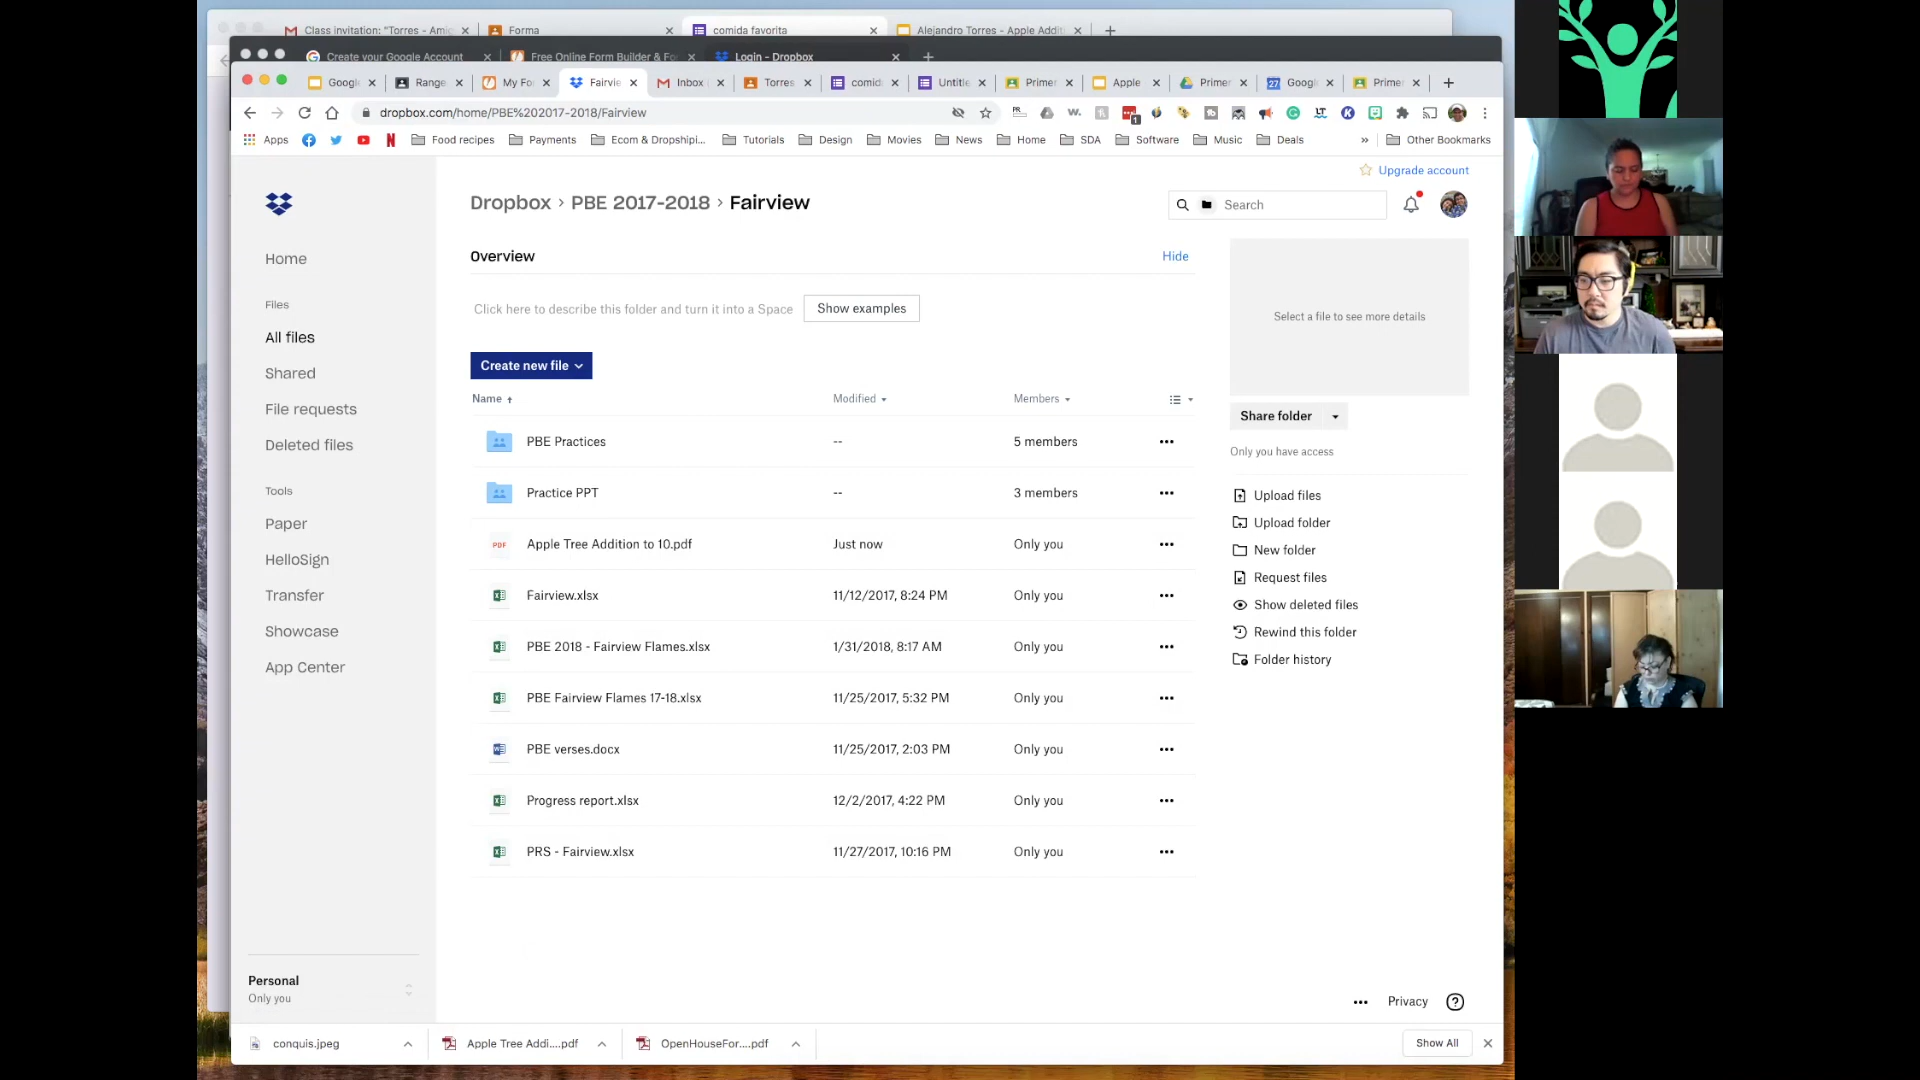 Class invitation: "Torres - Ami
Forma
comida favorita
Alejandro Torres - Apple Addit
Create your Google Account
Free Online Form Builder & Fo
Login - Dropbox
Googl
Range
My Fo
Fairvie
Inbox
Torres
comid
Untitle
Primer
Apple
Primer
Googl
Primer
dropbox.com/home/PBE%202017-2018/Fairview
Apps
Food recipes
Payments
Ecom & Dropshipi...
Tutorials
Design
Movies
News
Home
SDA
Software
Music
Deals
»
Other Bookmarks
Upgrade account
Dropbox › PBE 2017-2018 › Fairview
Search
Home
Files
All files
Shared
File requests
Deleted files
Tools
Paper
HelloSign
Transfer
Showcase
App Center
Personal
Only you
Overview
Hide
Click here to describe this folder and turn it into a Space
Show examples
Create new file
Name
Modified
Members
PBE Practices -- 5 members
Practice PPT -- 3 members
PDF Apple Tree Addition to 10.pdf Just now Only you
Fairview.xlsx 11/12/2017, 8:24 PM Only you
PBE 2018 - Fairview Flames.xlsx 1/31/2018, 8:17 AM Only you
PBE Fairview Flames 17-18.xlsx 11/25/2017, 5:32 PM Only you
PBE verses.docx 11/25/2017, 2:03 PM Only you
Progress report.xlsx 12/2/2017, 4:22 PM Only you
PRS - Fairview.xlsx 11/27/2017, 10:16 PM Only you
Select a file to see more details
Share folder
Only you have access
Upload files
Upload folder
New folder
Request files
Show deleted files
Rewind this folder
Folder history
Privacy
conquis.jpeg
Apple Tree Addi....pdf
OpenHouseFor....pdf
Show All